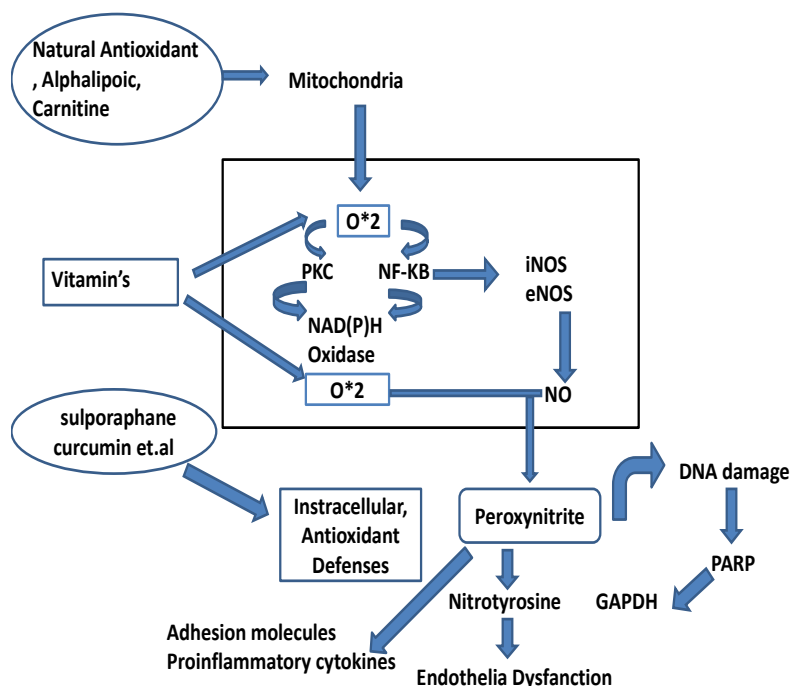 Natural Antioxidant
, Alphalipoic,
Carnitine
Mitochondria
O*2
PKC
NF-KB
iNOS
eNOS
Vitamin's
NAD(P)H
Oxidase
O*2
NO
sulporaphane
curcumin et.al
Instracellular,
Antioxidant
Defenses
Peroxynitrite
DNA damage
PARP
GAPDH
Nitrotyrosine
Adhesion molecules
Proinflammatory cytokines
Endothelia Dysfanction